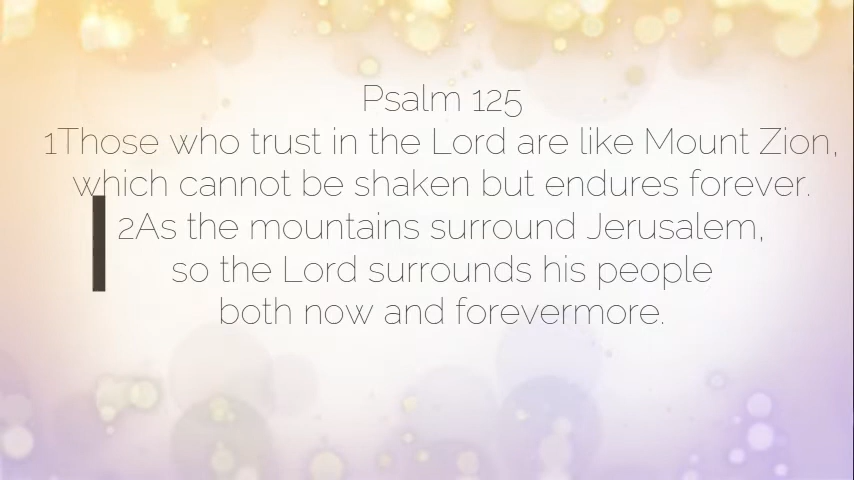 Psalm 125
1Those who trust in the Lord are like Mount Zion,
which cannot be shaken but endures forever.
2As the mountains surround Jerusalem,
so the Lord surrounds his people
both now and forevermore.